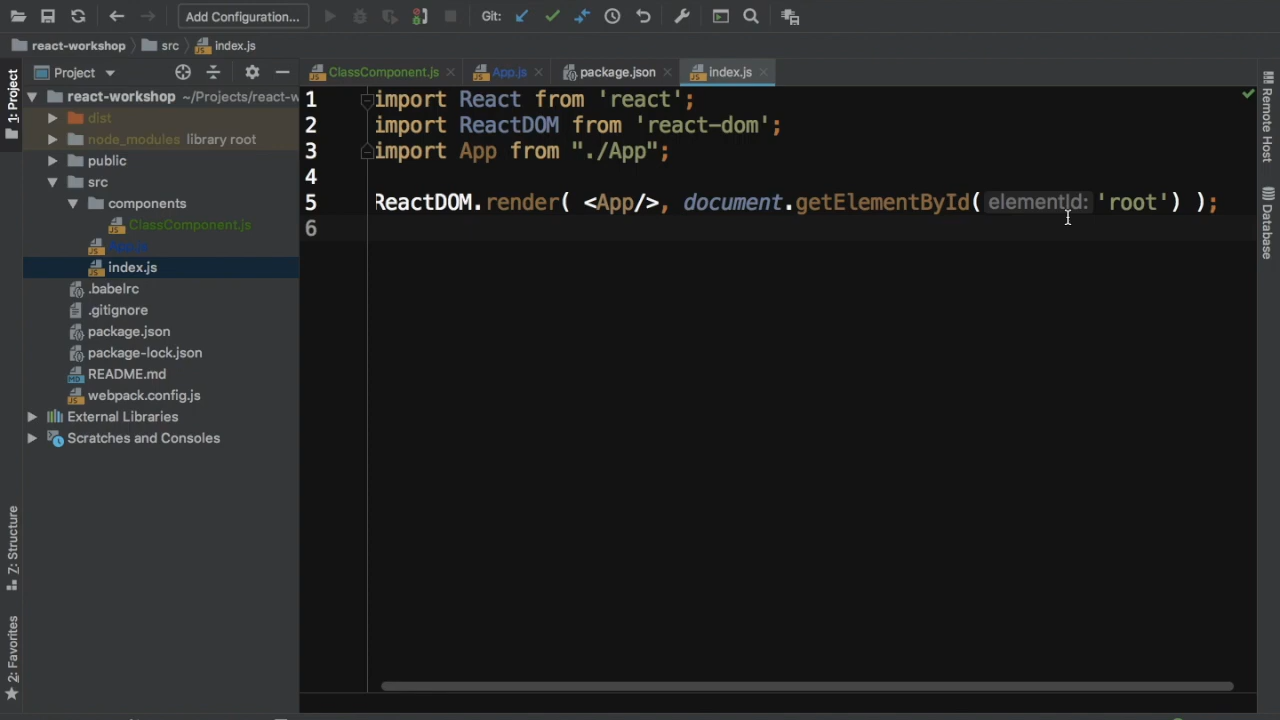 Add Configuration...
Git:
react-workshop
src
index.js
1: Project
Project
react-workshop ~/Projects/react-w
dist
node_modules library root
public
src
components
ClassComponent.js
App.js
index.js
.babelrc
.gitignore
package.json
package-lock.json
README.md
webpack.config.js
External Libraries
Scratches and Consoles
Z: Structure
2: Favorites
ClassComponent.js
App.js
package.json
index.js
1 import React from 'react';
2 import ReactDOM from 'react-dom';
3 import App from "./App";
4
5 ReactDOM.render( <App/>, document.getElementById( elementId: 'root') );
6
Remote Host
Database